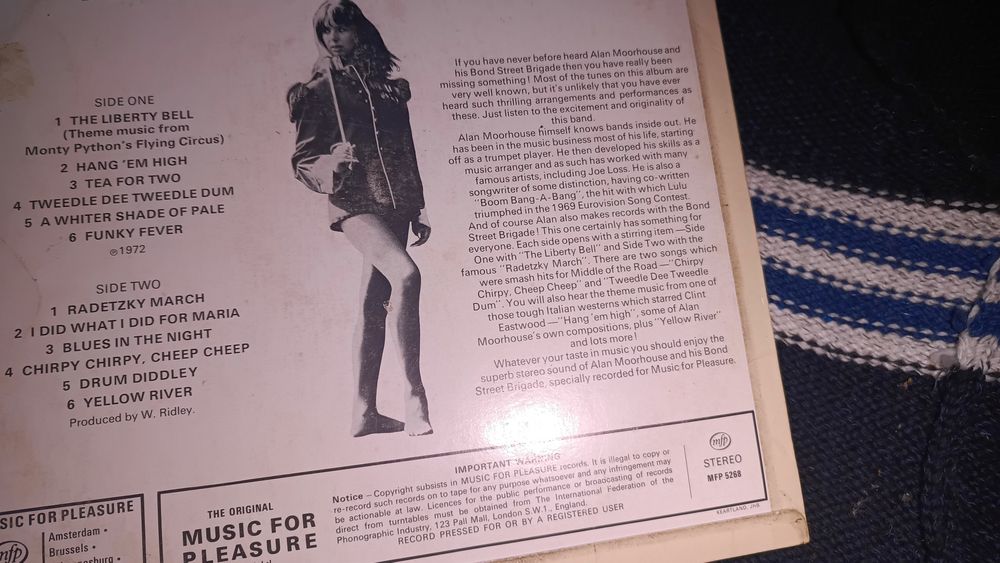 SIDE ONE
1 THE LIBERTY BELL
(Theme music from
Monty Python's Flying Circus)
2 HANG 'EM HIGH
3 TEA FOR TWO
4 TWEEDLE DEE TWEEDLE DUM
5 A WHITER SHADE OF PALE
6 FUNKY FEVER
℗1972
SIDE TWO
1 RADETZKY MARCH
2 I DID WHAT I DID FOR MARIA
3 BLUES IN THE NIGHT
4 CHIRPY CHIRPY, CHEEP CHEEP
5 DRUM DIDDLEY
6 YELLOW RIVER
Produced by W. Ridley.
If you have never before heard Alan Moorhouse and
his Bond Street Brigade then you have really been
missing something! Most of the tunes on this album are
very well known, but it's unlikely that you have ever
heard such thrilling arrangements and performances as
these. Just listen to the excitement and originality of
this band.
Alan Moorhouse himself knows bands inside out. He
has been in the music business most of his life, starting
off as a trumpet player. He then developed his skills as a
music arranger and as such has worked with many
famous artists, including Joe Loss. He is also a
songwriter of some distinction, having co-written
"Boom Bang-A-Bang", the hit with which Lulu
triumphed in the 1969 Eurovision Song Contest.
And of course Alan also makes records with the Bond
Street Brigade! This one certainly has something for
everyone. Each side opens with a stirring item—Side
One with "The Liberty Bell" and Side Two with the
famous "Radetzky March". There are two songs which
were smash hits for Middle of the Road—"Chirpy
Chirpy, Cheep Cheep" and "Tweedle Dee Tweedle
Dum". You will also hear the theme music from one of
those tough Italian westerns which starred Clint
Eastwood—"Hang 'em high", some of Alan
Moorhouse's own compositions, plus "Yellow River"
and lots more!
Whatever your taste in music you should enjoy the
superb stereo sound of Alan Moorhouse and his Bond
Street Brigade, specially recorded for Music for Pleasure.
SIC FOR PLEASURE
mfp
Amsterdam •
Brussels •
THE ORIGINAL
MUSIC FOR
PLEASURE
IMPORTANT WARNING
Notice – Copyright subsists in MUSIC FOR PLEASURE records. It is illegal to copy or
re-record such records on to tape for any purpose whatsoever and any infringement may
be actionable at law. Licences for the public performance or broadcasting of records
direct from turntables must be obtained from The International Federation of the
Phonographic Industry, 123 Pall Mall, London S.W.1., England.
RECORD PRESSED FOR OR BY A REGISTERED USER
mfp
STEREO
MFP 5268
KEARTLAND, JHB